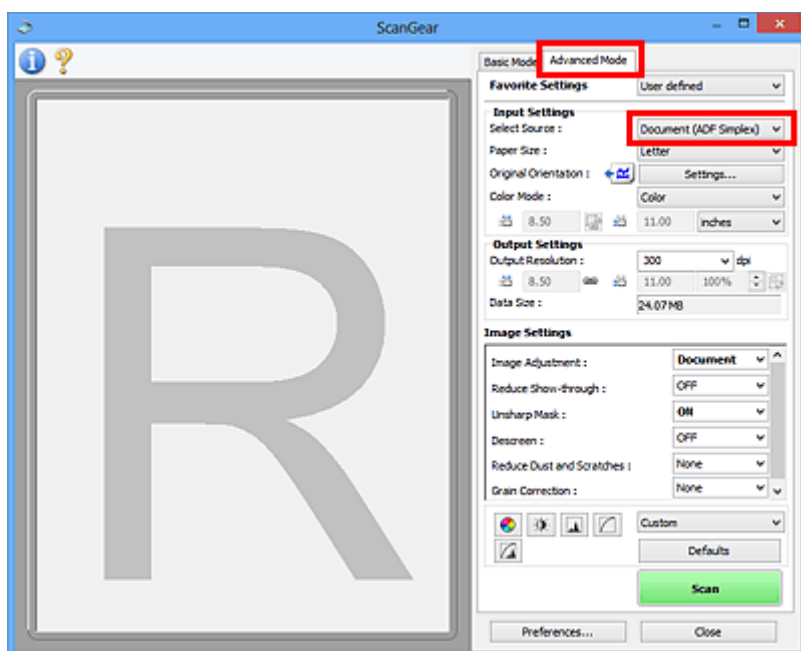 ScanGear
Basic Mode Advanced Mode
Favorite Settings User defined
Input Settings
Select Source : Document (ADF Simplex)
Paper Size : Letter
Original Orientation : Settings...
Color Mode : Color
8.50 11.00 inches
Output Settings
Output Resolution : 300 dpi
8.50 11.00 100%
Data Size : 24.07 MB
Image Settings
Image Adjustment : Document
Reduce Show-through : OFF
Unsharp Mask : ON
Descreen : OFF
Reduce Dust and Scratches : None
Grain Correction : None
Custom
Defaults
Scan
Preferences... Close
R